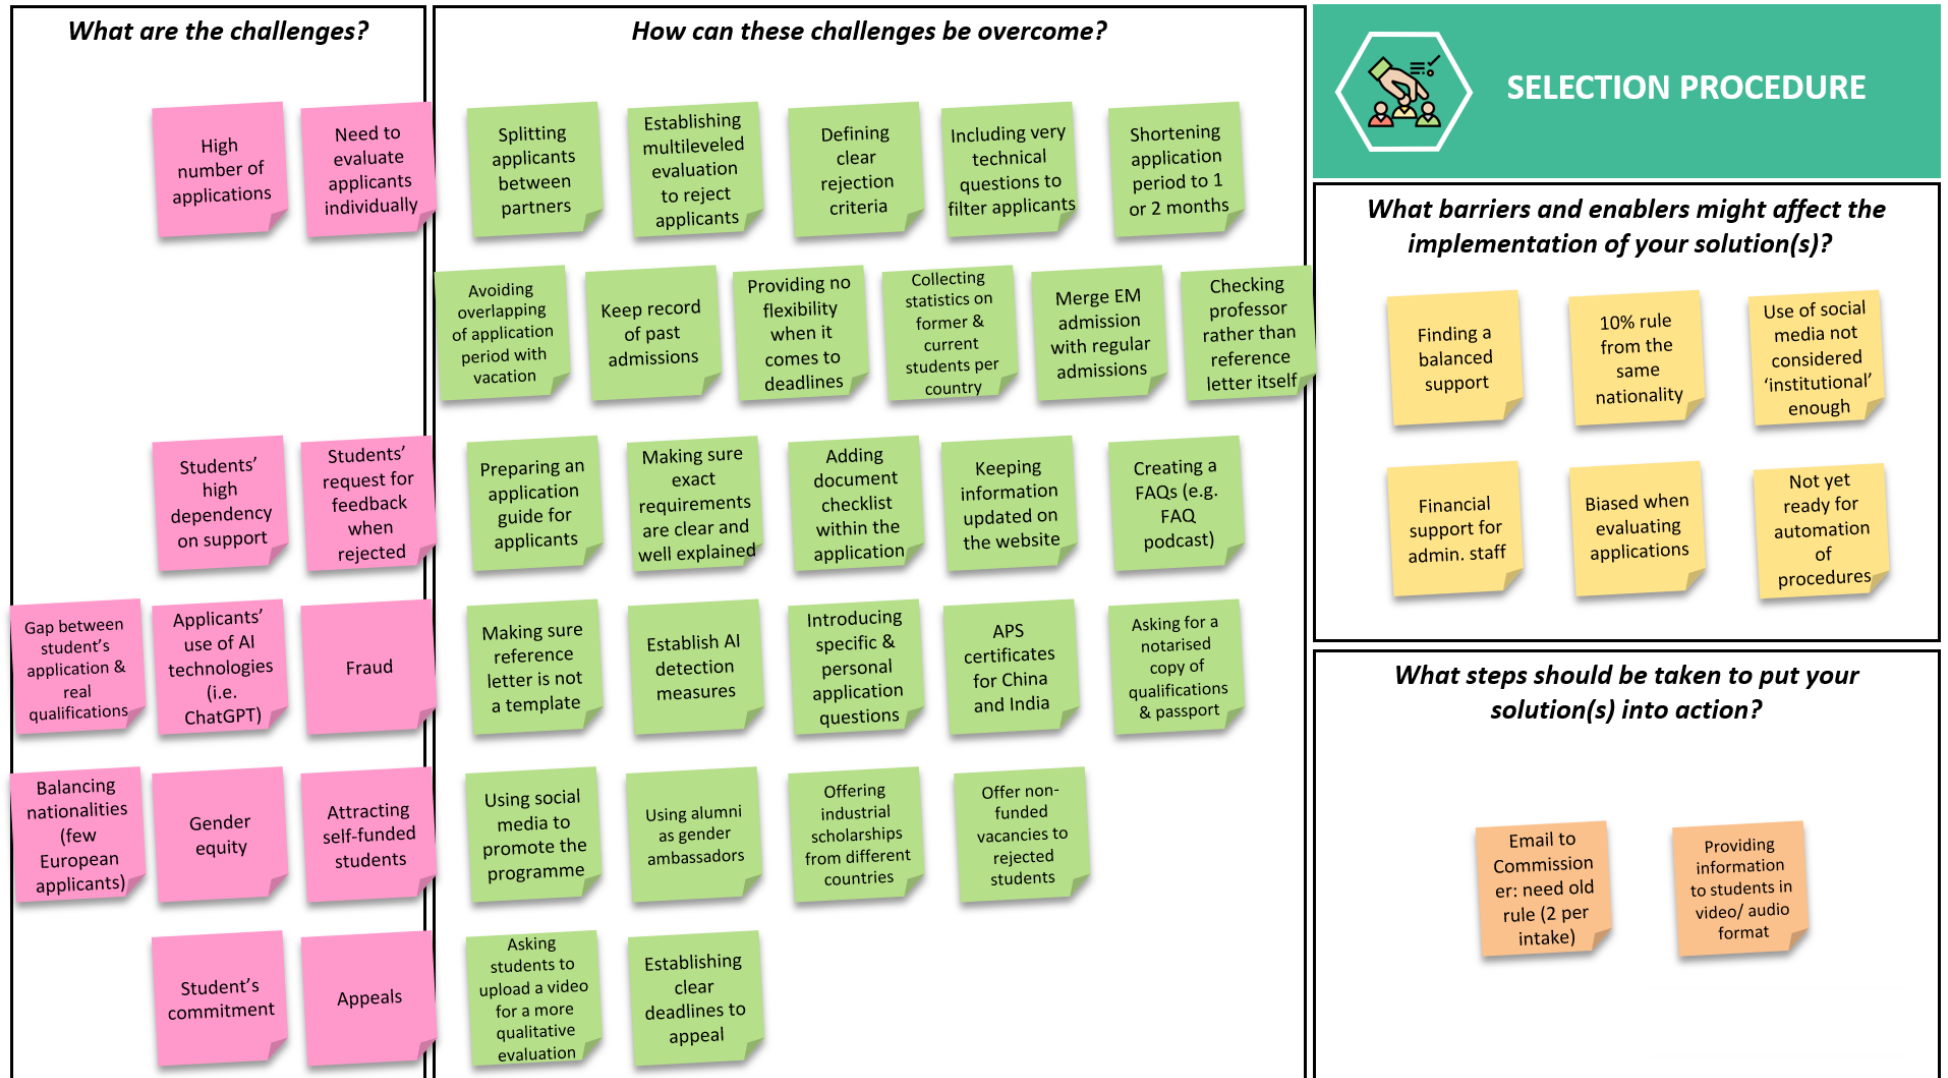 What are the challenges?
High
number of
applications
Need to
evaluate
applicants
individually
Students’
high
dependency
on support
Students’
request for
feedback
when
rejected
Gap between
student’s
application &
real
qualifications
Applicants’
use of AI
technologies
(i.e.
ChatGPT)
Fraud
Balancing
nationalities
(few
European
applicants)
Gender
equity
Attracting
self-funded
students
Student’s
commitment
Appeals
How can these challenges be overcome?
Splitting
applicants
between
partners
Establishing
multileveled
evaluation
to reject
applicants
Defining
clear
rejection
criteria
Including very
technical
questions to
filter applicants
Shortening
application
period to 1
or 2 months
Avoiding
overlapping
of application
period with
vacation
Keep record
of past
admissions
Providing no
flexibility
when it
comes to
deadlines
Collecting
statistics on
former &
current
students per
country
Merge EM
admission
with regular
admissions
Checking
professor
rather than
reference
letter itself
Preparing an
application
guide for
applicants
Making sure
exact
requirements
are clear and
well explained
Adding
document
checklist
within the
application
Keeping
information
updated on
the website
Creating a
FAQs (e.g.
FAQ
podcast)
Making sure
reference
letter is not
a template
Establish AI
detection
measures
Introducing
specific &
personal
application
questions
APS
certificates
for China
and India
Asking for a
notarised
copy of
qualifications
& passport
Using social
media to
promote the
programme
Using alumni
as gender
ambassadors
Offering
industrial
scholarships
from different
countries
Offer non-
funded
vacancies to
rejected
students
Asking
students to
upload a video
for a more
qualitative
evaluation
Establishing
clear
deadlines to
appeal
SELECTION PROCEDURE
What barriers and enablers might affect the
implementation of your solution(s)?
Finding a
balanced
support
10% rule
from the
same
nationality
Use of social
media not
considered
‘institutional’
enough
Financial
support for
admin. staff
Biased when
evaluating
applications
Not yet
ready for
automation
of
procedures
What steps should be taken to put your
solution(s) into action?
Email to
Commission
er: need old
rule (2 per
intake)
Providing
information
to students in
video/ audio
format